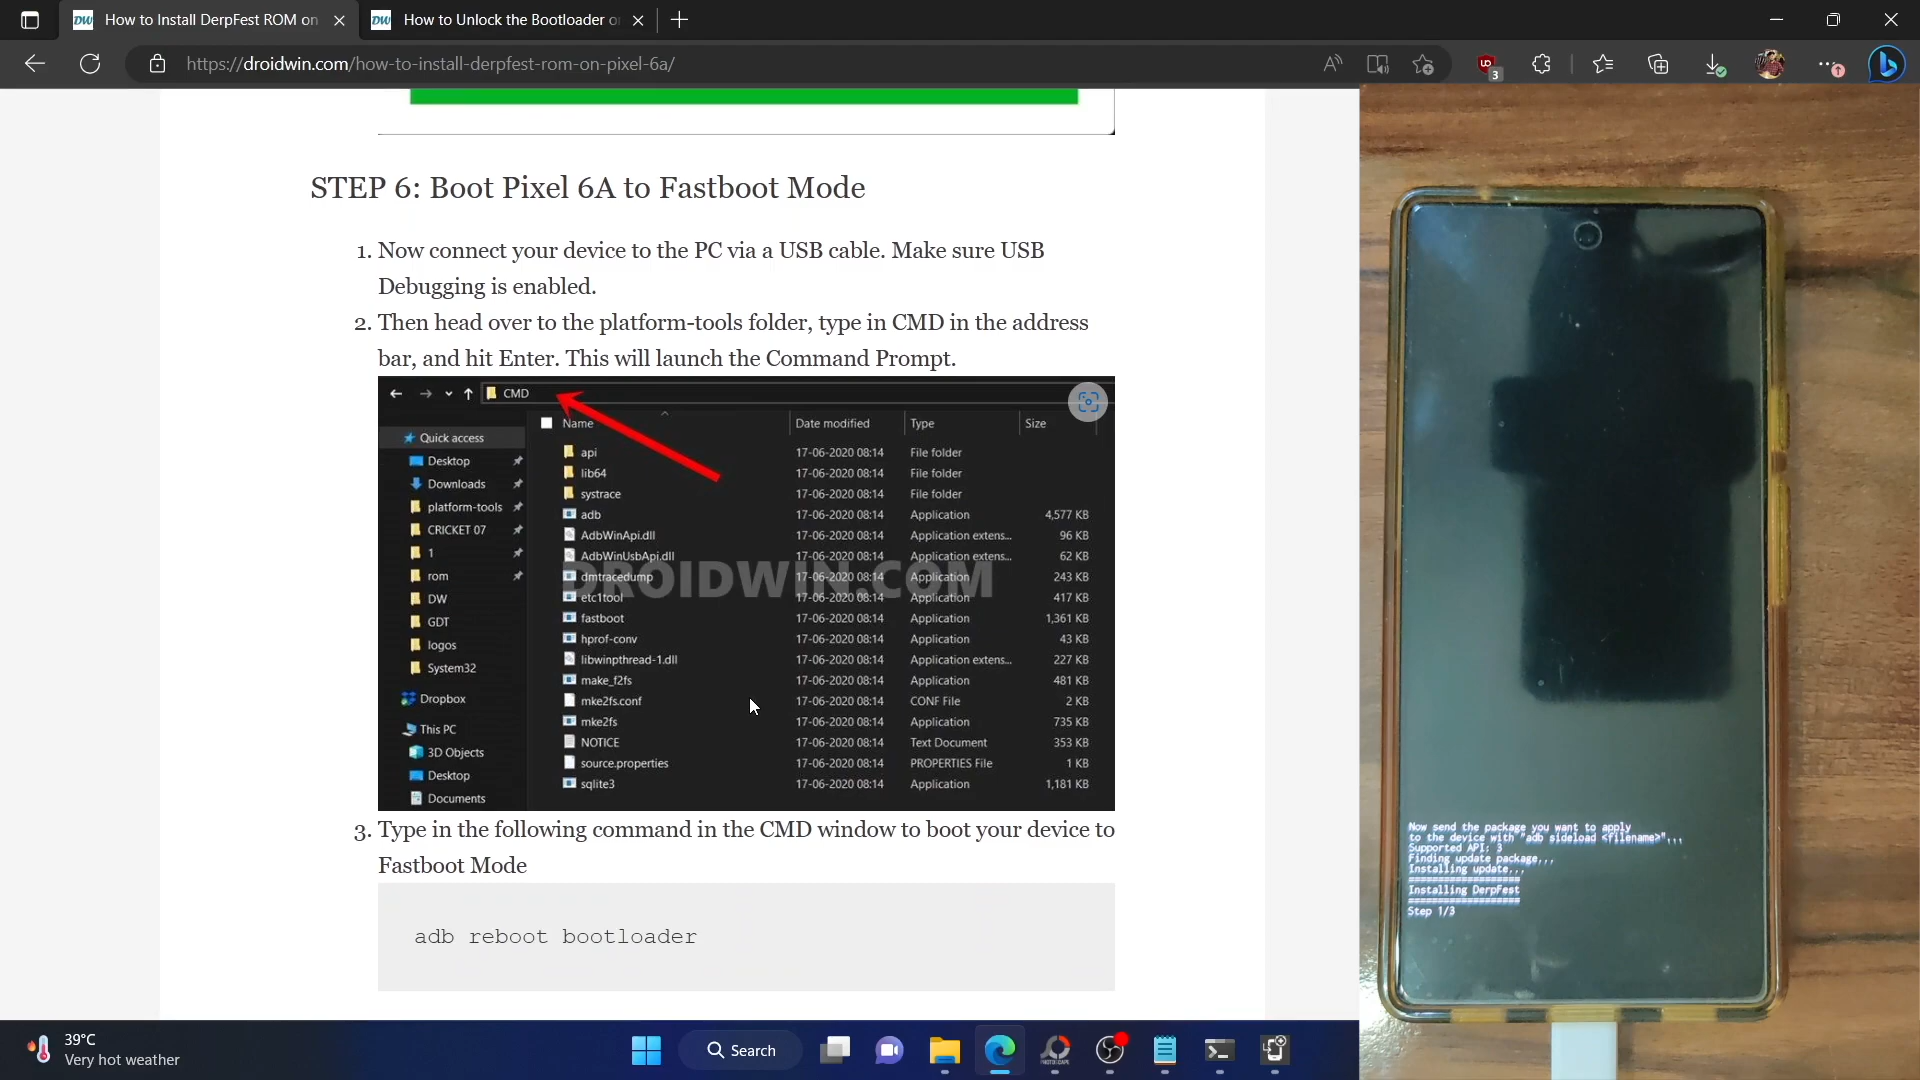 How to Install DerpFest ROM on
How to Unlock the Bootloader o
https://droidwin.com/how-to-install-derpfest-rom-on-pixel-6a/
3
STEP 6: Boot Pixel 6A to Fastboot Mode
1. Now connect your device to the PC via a USB cable. Make sure USB
Debugging is enabled.
2. Then head over to the platform-tools folder, type in CMD in the address
bar, and hit Enter. This will launch the Command Prompt.
CMD
Name Date modified Type Size
Quick access
Desktop
Downloads
platform-tools
CRICKET 07
1
rom
DW
GDT
logos
System32
Dropbox
This PC
3D Objects
Desktop
Documents
api 17-06-2020 08:14 File folder
lib64 17-06-2020 08:14 File folder
systrace 17-06-2020 08:14 File folder
adb 17-06-2020 08:14 Application 4,577 KB
AdbWinApi.dll 17-06-2020 08:14 Application extens... 96 KB
AdbWinUsbApi.dll 17-06-2020 08:14 Application extens... 62 KB
dmtracedump 17-06-2020 08:14 Application 243 KB
etc1tool 17-06-2020 08:14 Application 417 KB
fastboot 17-06-2020 08:14 Application 1,361 KB
hprof-conv 17-06-2020 08:14 Application 43 KB
libwinpthread-1.dll 17-06-2020 08:14 Application extens... 227 KB
make_f2fs 17-06-2020 08:14 Application 481 KB
mke2fs.conf 17-06-2020 08:14 CONF File 2 KB
mke2fs 17-06-2020 08:14 Application 735 KB
NOTICE 17-06-2020 08:14 Text Document 353 KB
source.properties 17-06-2020 08:14 PROPERTIES File 1 KB
sqlite3 17-06-2020 08:14 Application 1,181 KB
DROIDWIN.COM
3. Type in the following command in the CMD window to boot your device to
Fastboot Mode
adb reboot bootloader
Now send the package you want to apply
to the device with "adb sideload <filename>"...
Supported API: 3
Finding update package...
Installing update...
====================
Installing DerpFest
====================
Step 1/3
39°C
Very hot weather
Search